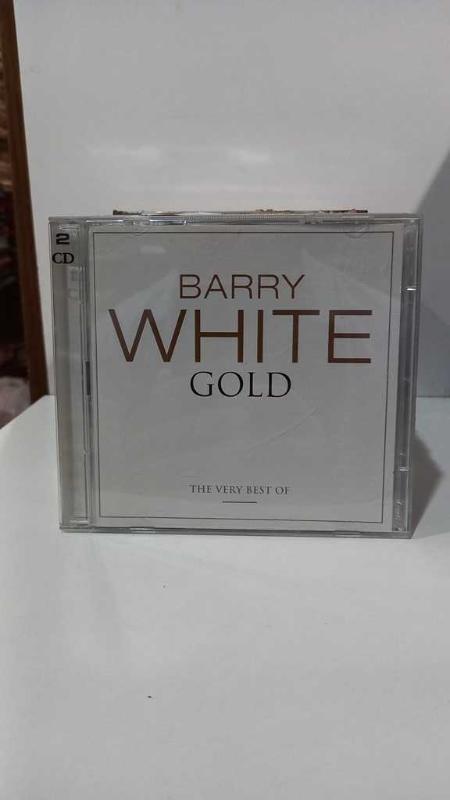 2
CD
BARRY
WHITE
GOLD
THE VERY BEST OF